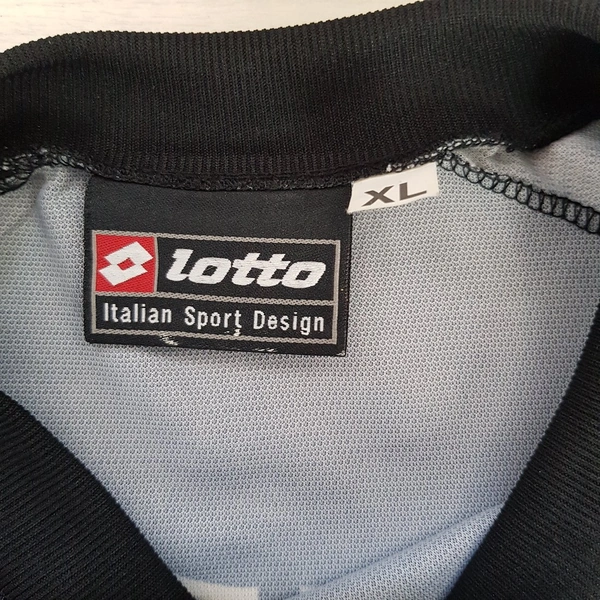 XL
lotto
Italian Sport Design